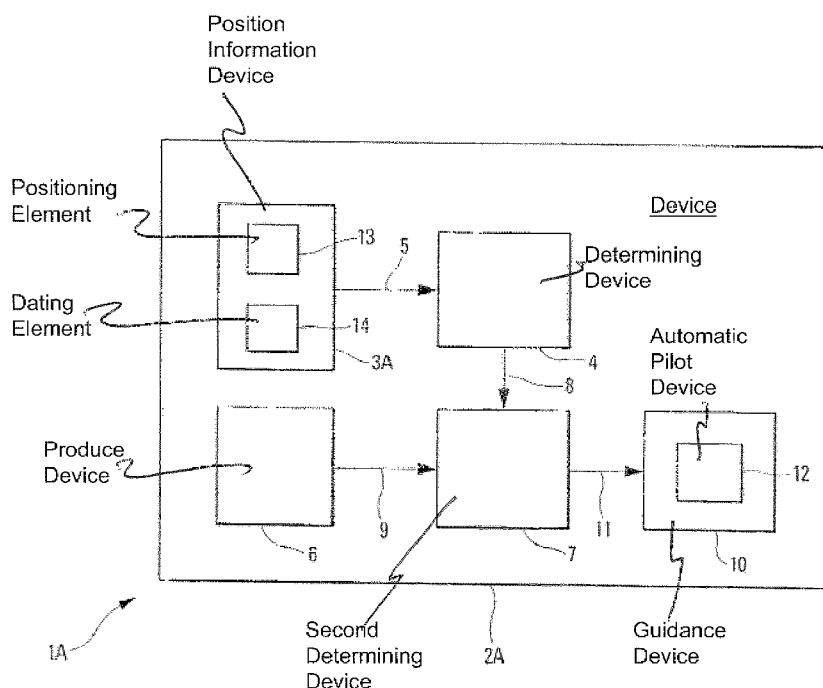 Position
Information
Device
Positioning
Element
Device
13
5
Determining
Device
Dating
Element
14
3A
4
Automatic
Pilot
Device
8
Produce
Device
9
12
6
7
11
10
1A
Second
Determining
Device
2A
Guidance
Device